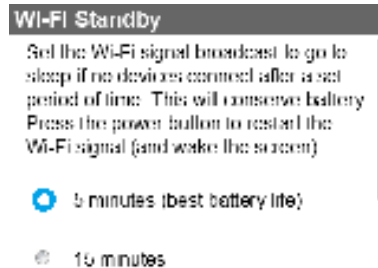 Wi-Fi Standby
Set the Wi-Fi signal broadcast to go to
sleep if no devices connect after a set
period of time. This will conserve battery
Press the power button to restart the
Wi-Fi signal (and wake the screen)
5 minutes (best battery life)
15 minutes